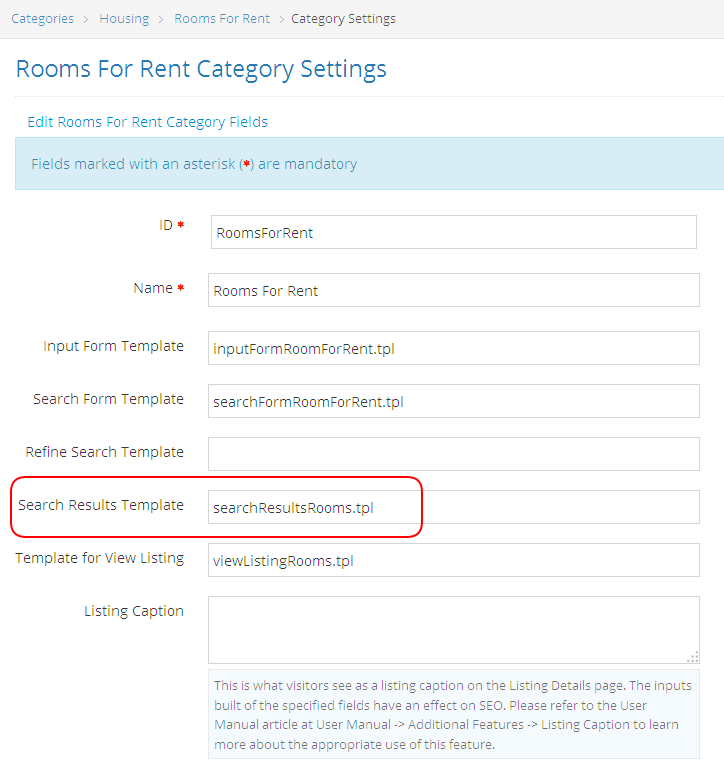 Categories > Housing > Rooms For Rent > Category Settings
Rooms For Rent Category Settings
Edit Rooms For Rent Category Fields
Fields marked with an asterisk (*) are mandatory
ID * RoomsForRent
Name * Rooms For Rent
Input Form Template inputFormRoomForRent.tpl
Search Form Template searchFormRoomForRent.tpl
Refine Search Template
Search Results Template searchResultsRooms.tpl
Template for View Listing viewListingRooms.tpl
Listing Caption
This is what visitors see as a listing caption on the Listing Details page. The inputs
built of the specified fields have an effect on SEO. Please refer to the User
Manual article at User Manual -> Additional Features -> Listing Caption to learn
more about the appropriate use of this feature.